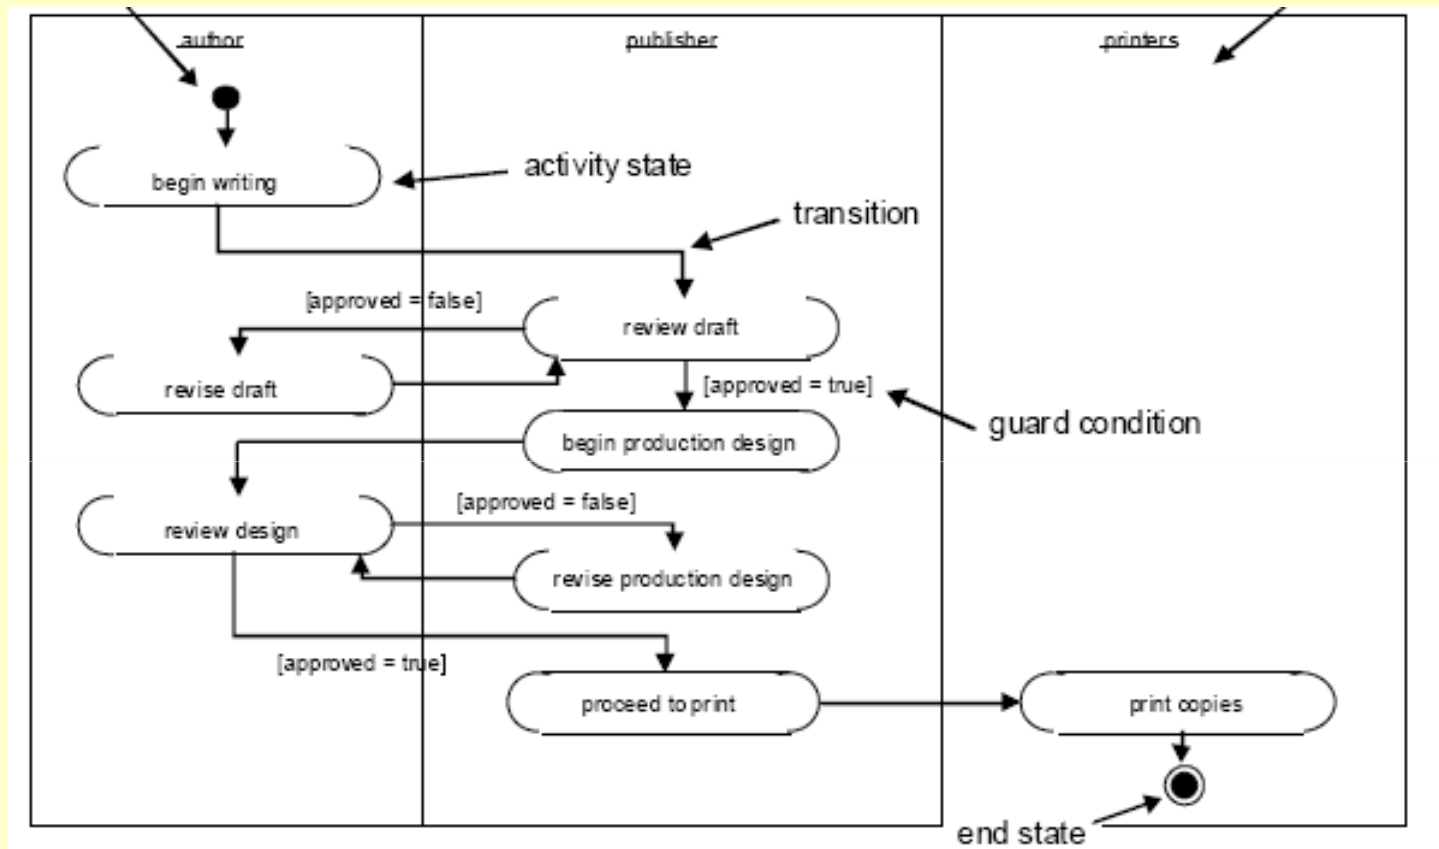 author
publisher
printers
begin writing
activity state
transition
[approved = false]
review draft
revise draft
[approved = true]
guard condition
begin production design
[approved = false]
review design
revise production design
[approved = true]
proceed to print
print copies
end state